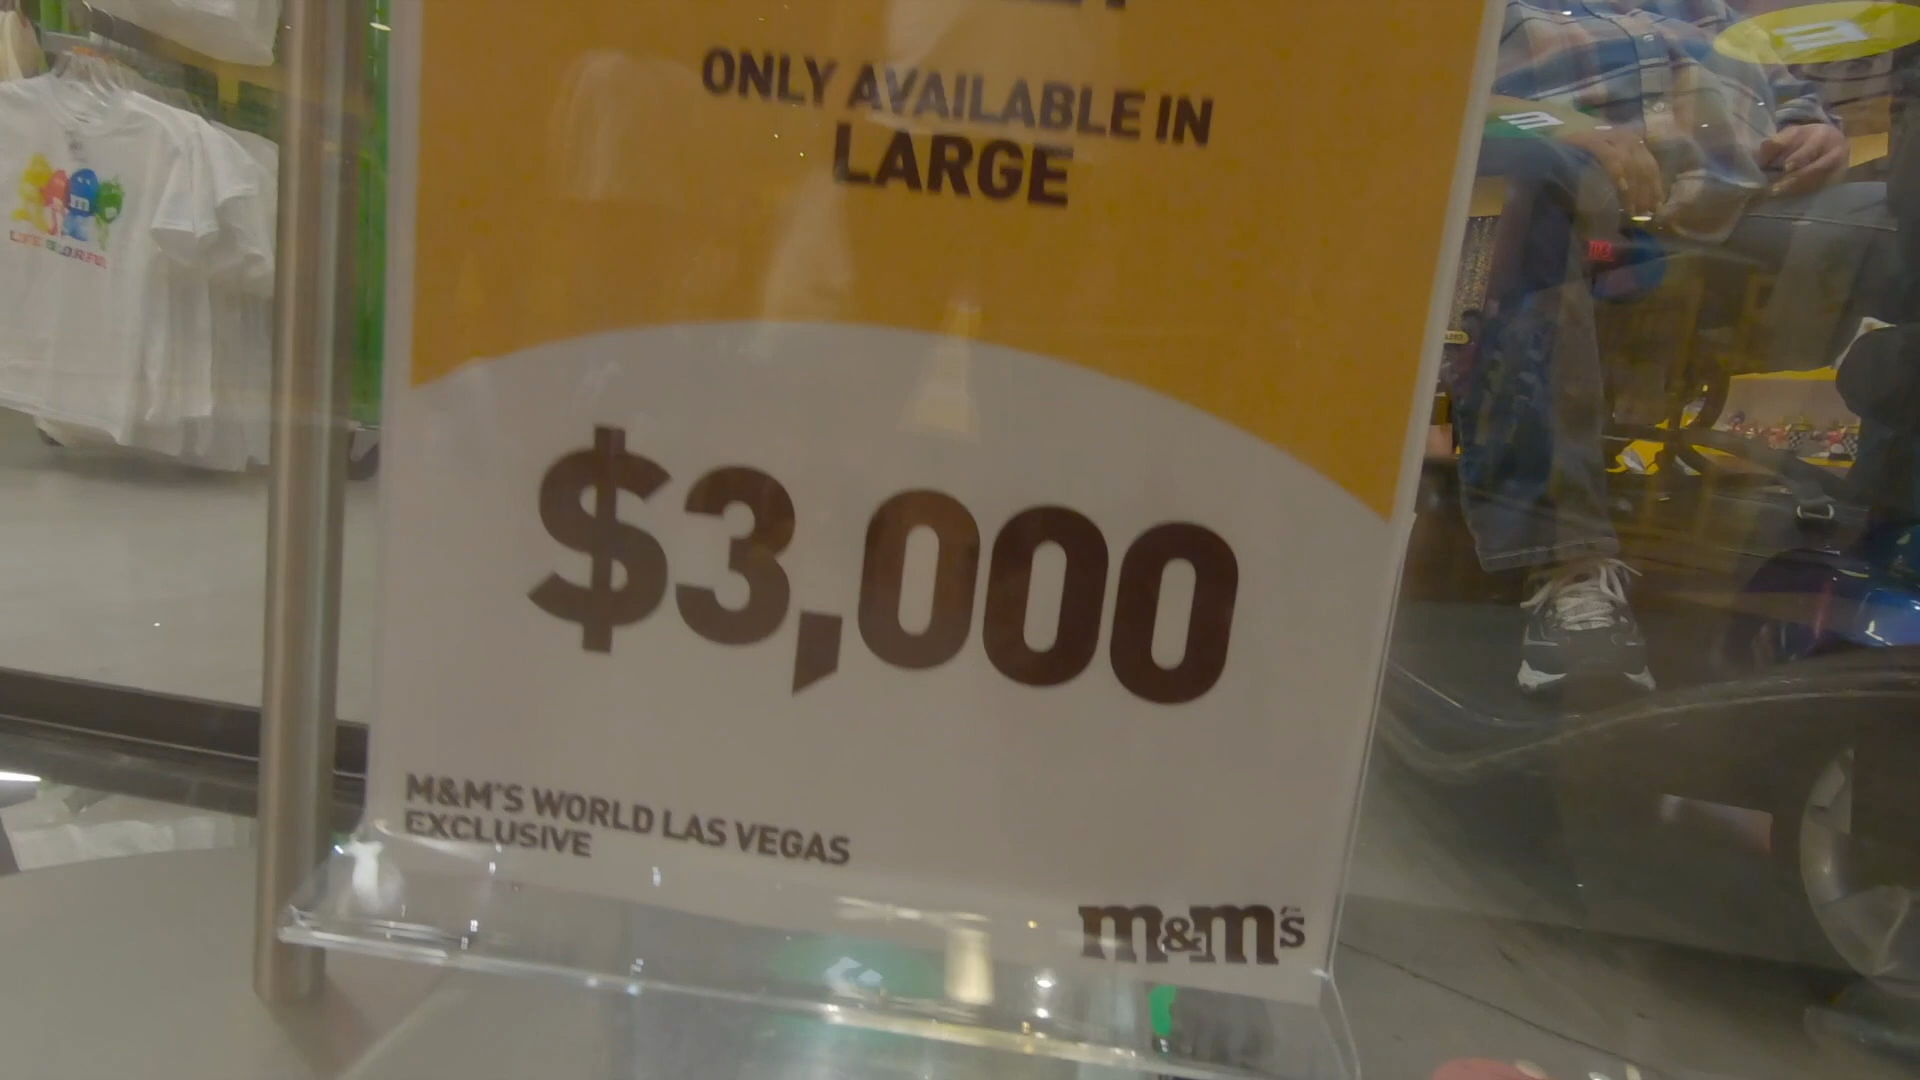 ONLY AVAILABLE IN
LARGE
$3,000
M&M'S WORLD LAS VEGAS
EXCLUSIVE
m&m's
m
m
m